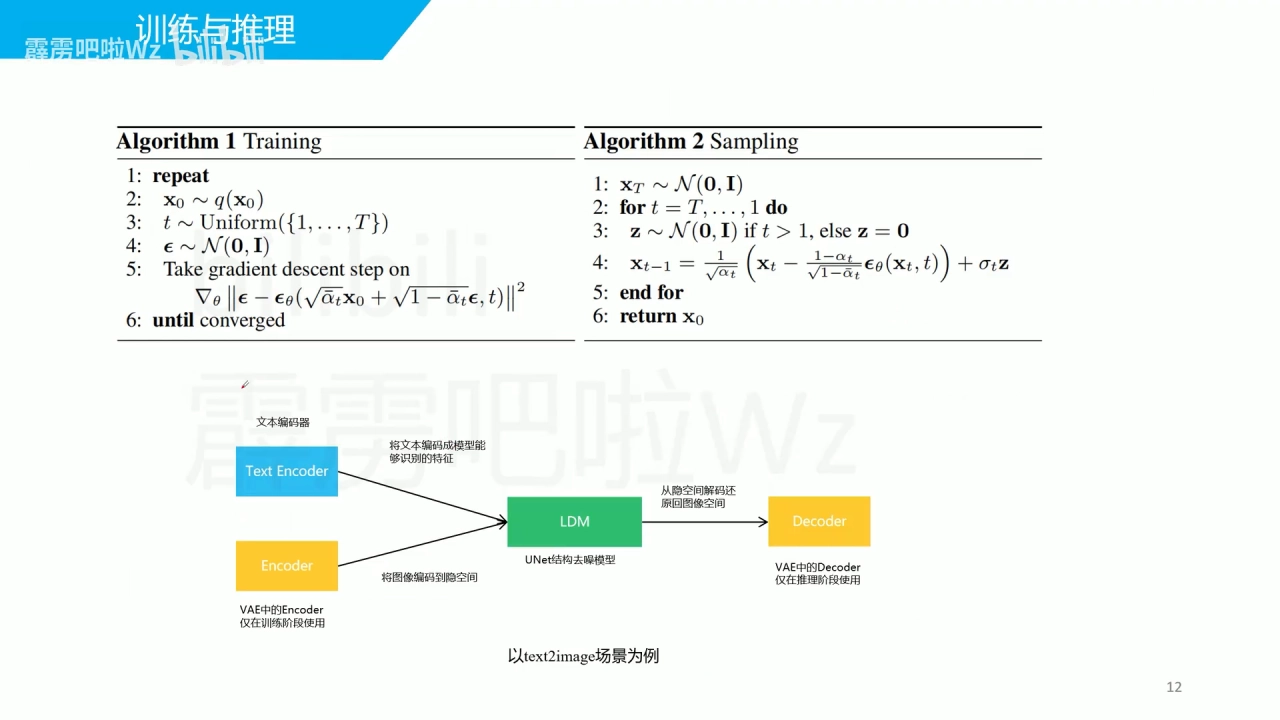 训练与推理
霹雳吧啦Wz bilibili
Algorithm 1 Training
1: repeat
2: x₀ ∼ q(x₀)
3: t ∼ Uniform({1, . . . , T})
4: ϵ ∼ 𝒩(0, I)
5: Take gradient descent step on
∇θ ‖ϵ − ϵθ(√ᾱₜx₀ + √1 − ᾱₜϵ, t)‖²
6: until converged
Algorithm 2 Sampling
1: x_T ∼ 𝒩(0, I)
2: for t = T, . . . , 1 do
3: z ∼ 𝒩(0, I) if t > 1, else z = 0
4: xₜ₋₁ = 1/√αₜ (xₜ − (1−αₜ)/√(1−ᾱₜ) ϵθ(xₜ, t)) + σₜz
5: end for
6: return x₀
bilibili
霹雳吧啦Wz
文本编码器
Text Encoder
将文本编码成模型能
够识别的特征
Encoder
将图像编码到隐空间
VAE中的Encoder
仅在训练阶段使用
LDM
UNet结构去噪模型
从隐空间解码还
原回图像空间
Decoder
VAE中的Decoder
仅在推理阶段使用
以text2image场景为例
12